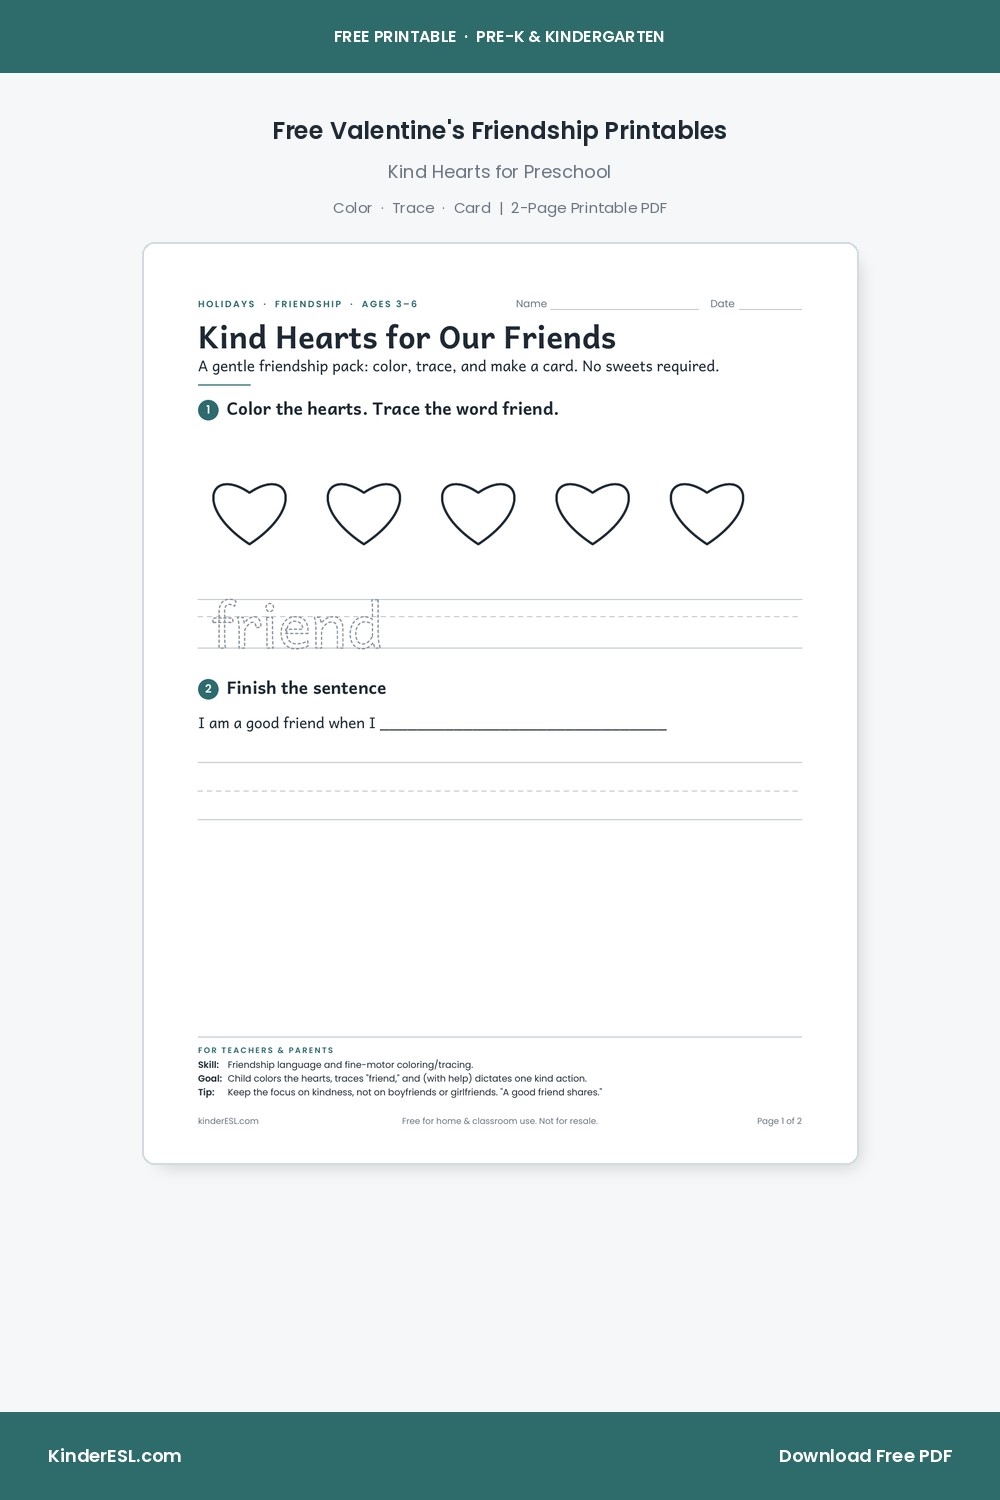 FREE PRINTABLE · PRE-K & KINDERGARTEN
Free Valentine's Friendship Printables
Kind Hearts for Preschool
Color · Trace · Card | 2-Page Printable PDF
HOLIDAYS · FRIENDSHIP · AGES 3–6
Name ____ Date ____
Kind Hearts for Our Friends
A gentle friendship pack: color, trace, and make a card. No sweets required.
1 Color the hearts. Trace the word friend.
friend
2 Finish the sentence
I am a good friend when I ____
FOR TEACHERS & PARENTS
Skill: Friendship language and fine-motor coloring/tracing.
Goal: Child colors the hearts, traces "friend," and (with help) dictates one kind action.
Tip: Keep the focus on kindness, not on boyfriends or girlfriends. "A good friend shares."
kinderESL.com Free for home & classroom use. Not for resale. Page 1 of 2
KinderESL.com Download Free PDF